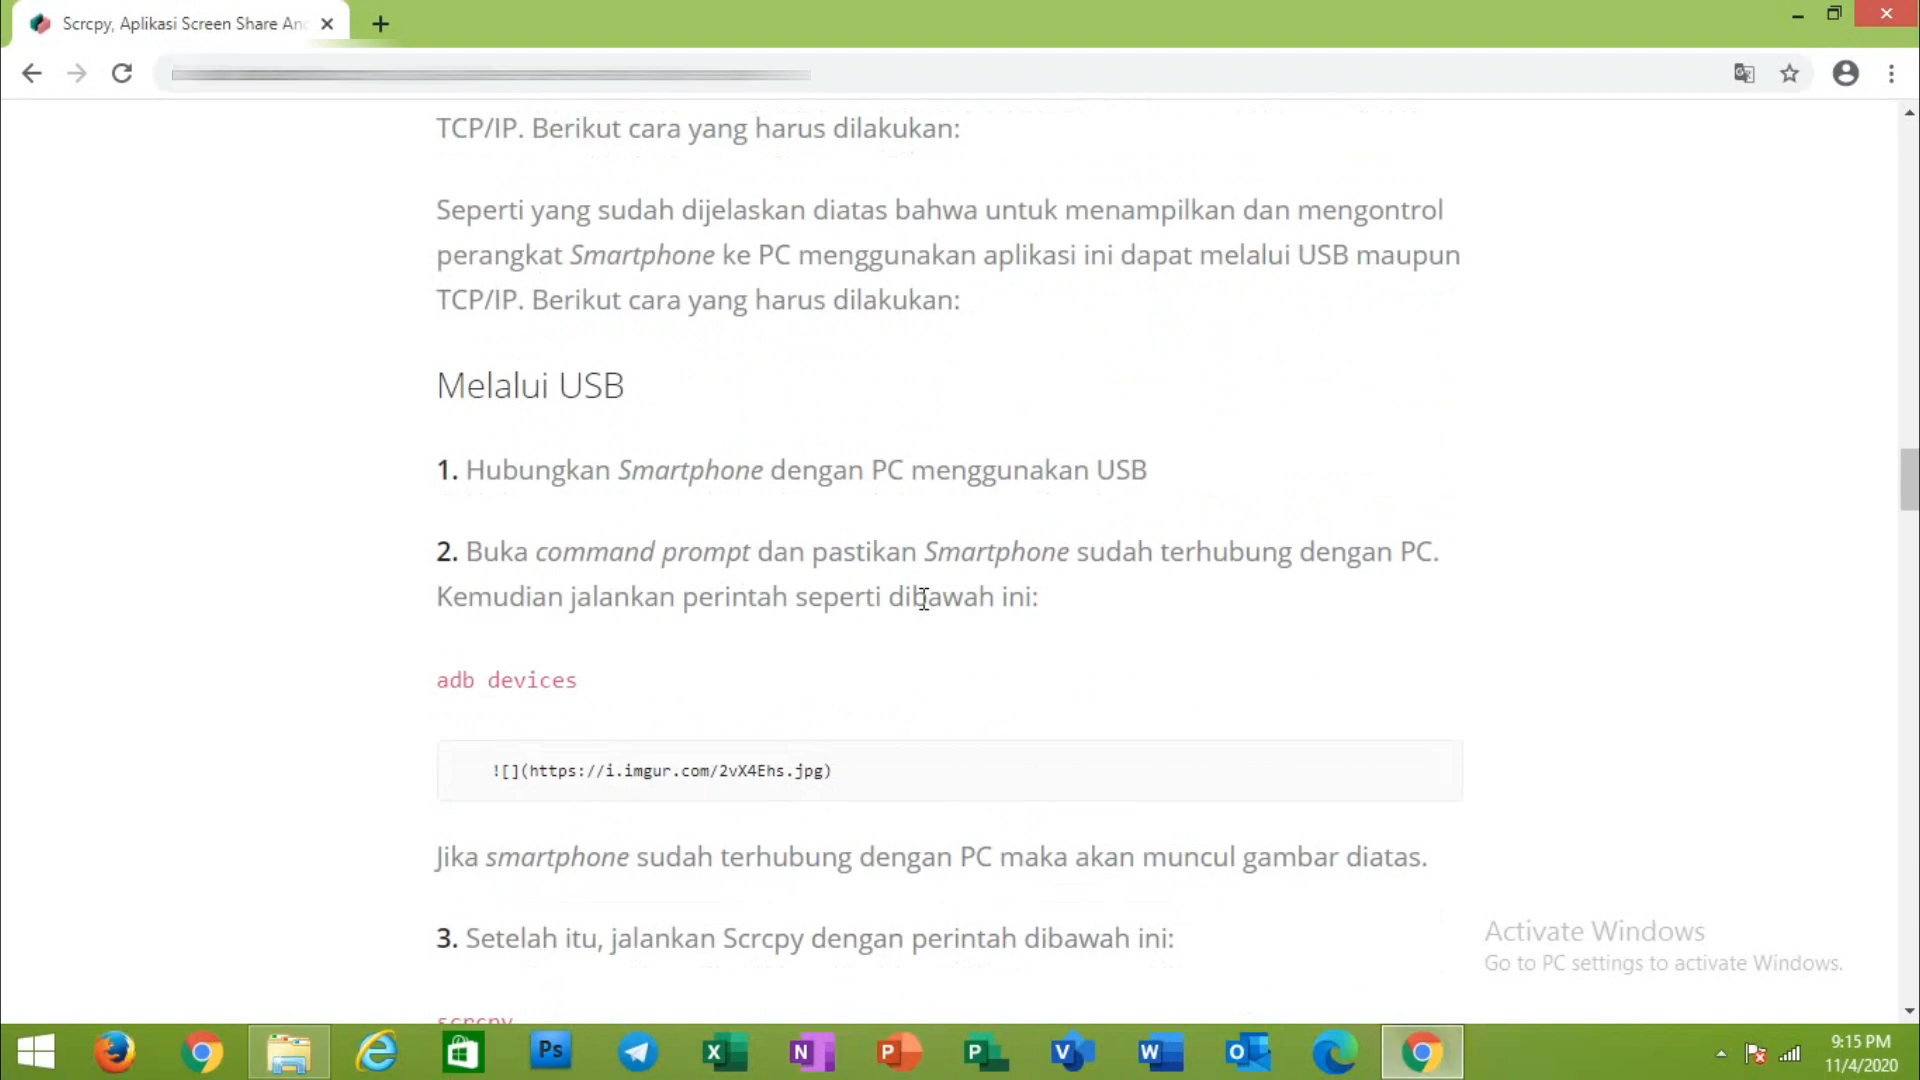 Scrcpy, Aplikasi Screen Share An
TCP/IP. Berikut cara yang harus dilakukan:
Seperti yang sudah dijelaskan diatas bahwa untuk menampilkan dan mengontrol
perangkat Smartphone ke PC menggunakan aplikasi ini dapat melalui USB maupun
TCP/IP. Berikut cara yang harus dilakukan:
Melalui USB
1. Hubungkan Smartphone dengan PC menggunakan USB
2. Buka command prompt dan pastikan Smartphone sudah terhubung dengan PC.
Kemudian jalankan perintah seperti dibawah ini:
adb devices
![](https://i.imgur.com/2vX4Ehs.jpg)
Jika smartphone sudah terhubung dengan PC maka akan muncul gambar diatas.
3. Setelah itu, jalankan Scrcpy dengan perintah dibawah ini:
scrcpy
Activate Windows
Go to PC settings to activate Windows.
Ps
X
N
P
P
V
W
O
9:15 PM
11/4/2020